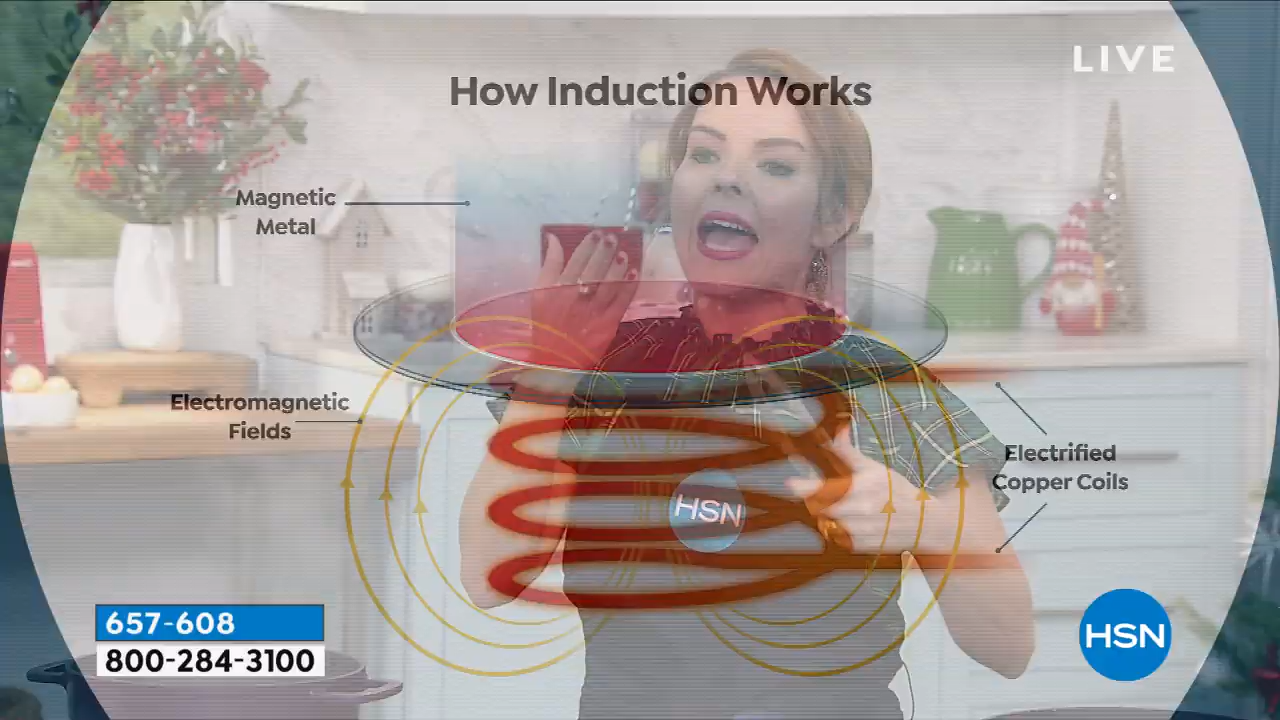 LIVE
How Induction Works
Magnetic
Metal
Electromagnetic
Fields
Electrified
Copper Coils
HSN
657-608
800-284-3100
HSN